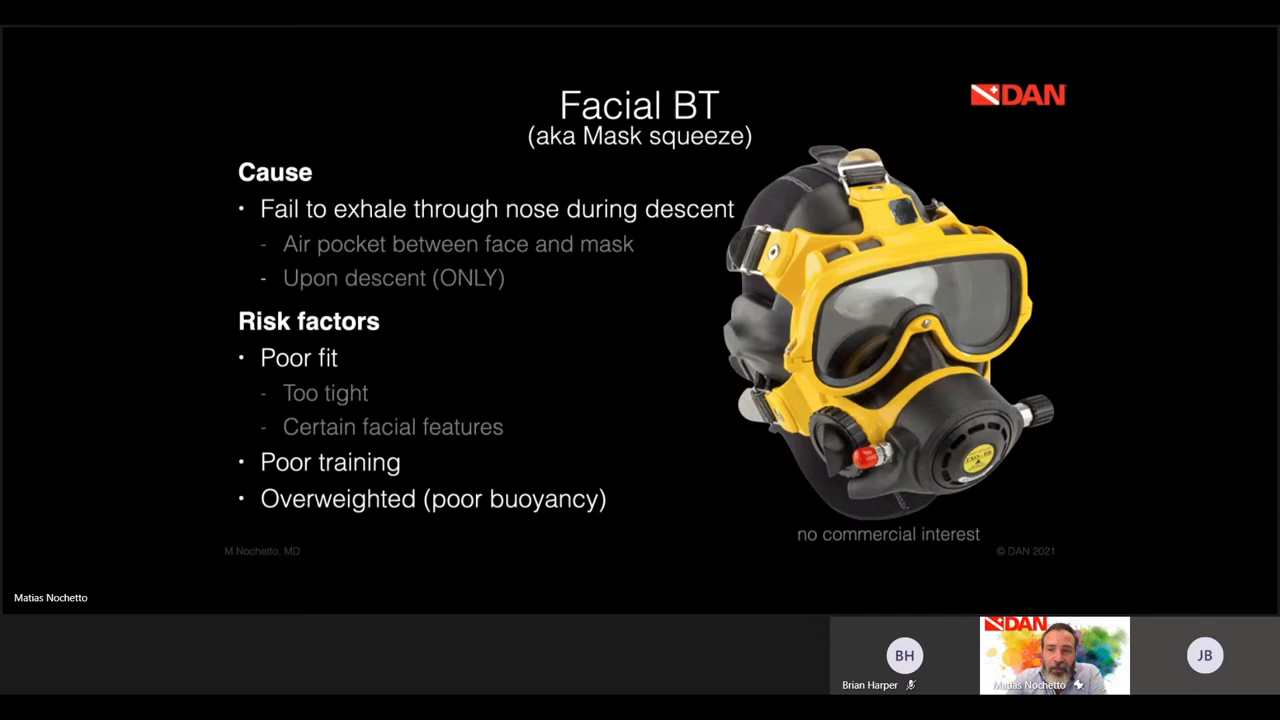 Facial BT
(aka Mask squeeze)
DAN
Cause
• Fail to exhale through nose during descent
- Air pocket between face and mask
- Upon descent (ONLY)
Risk factors
• Poor fit
- Too tight
- Certain facial features
• Poor training
• Overweighted (poor buoyancy)
no commercial interest
M.Nochetto, MD
© DAN 2021
Matias Nochetto
BH
Brian Harper
DAN
Matias Nochetto
JB